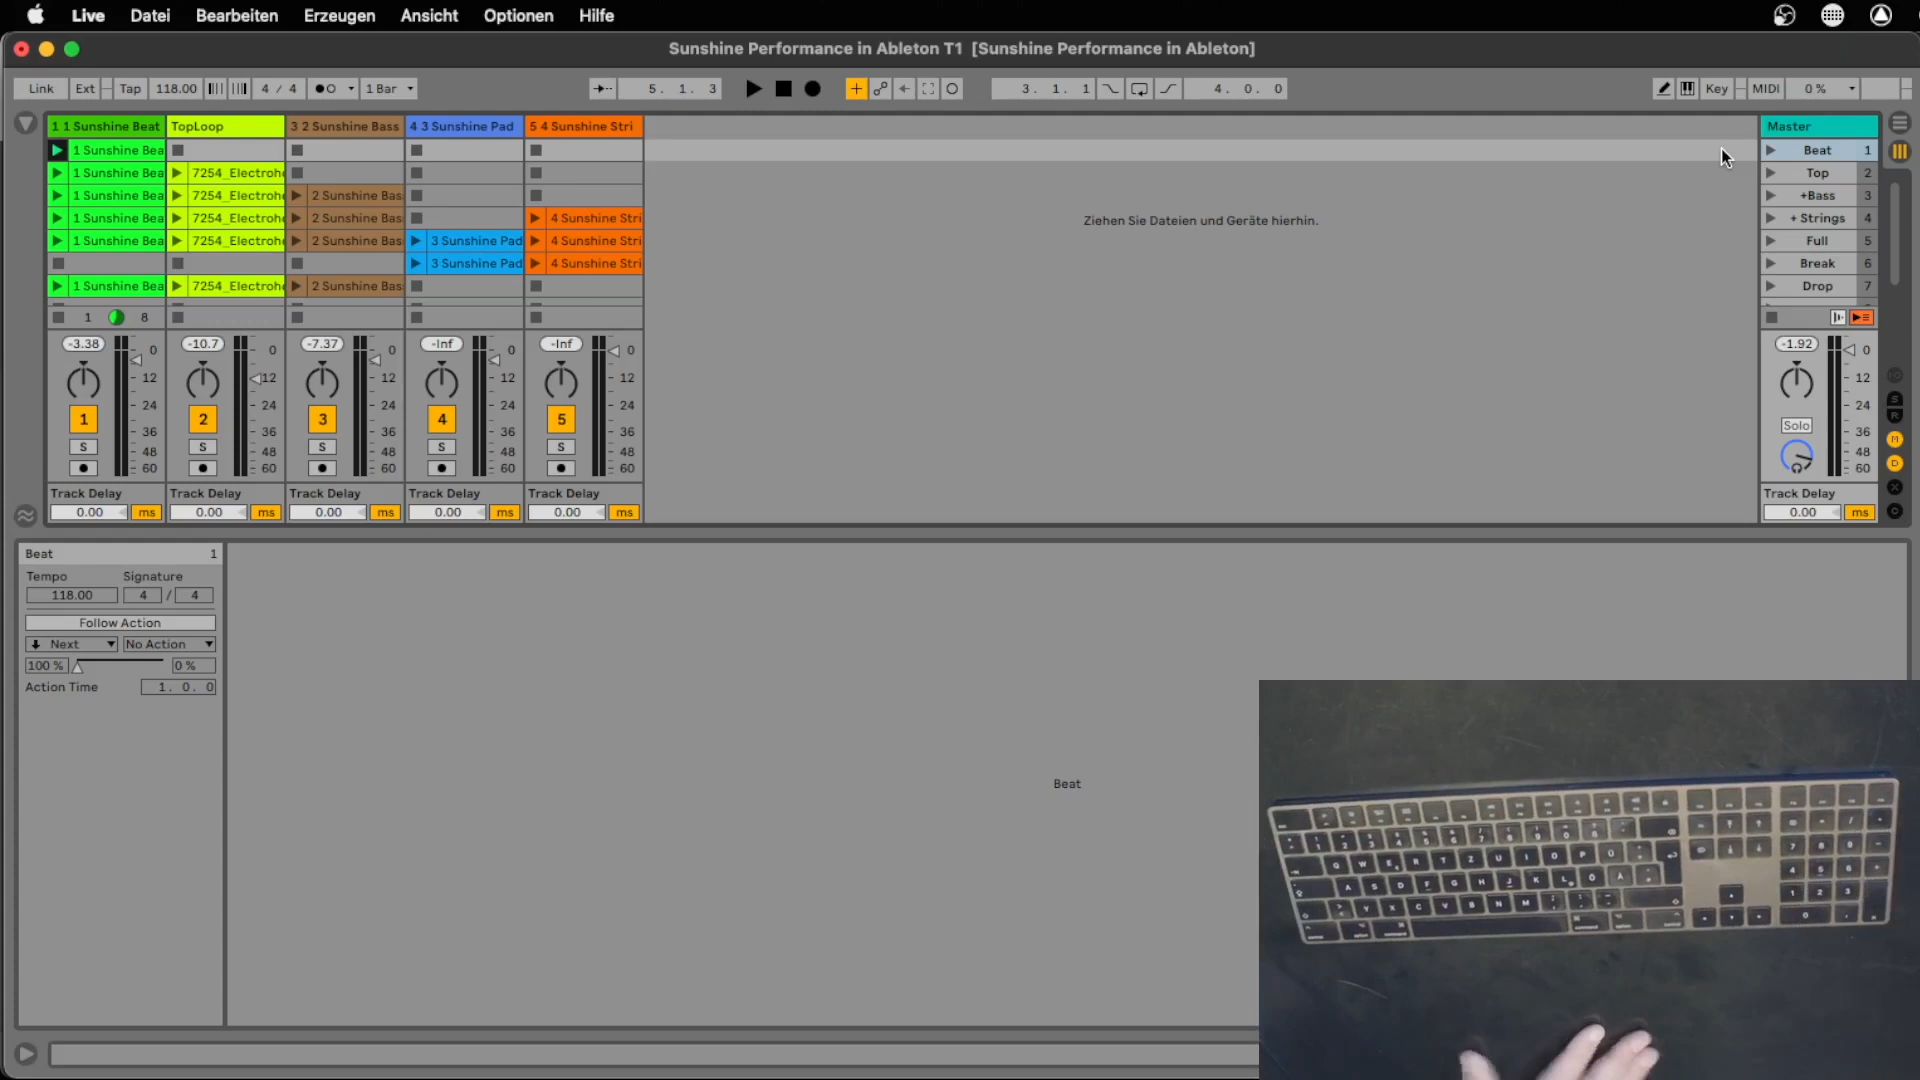 Live Datei Bearbeiten Erzeugen Ansicht Optionen Hilfe
Sunshine Performance in Ableton T1 [Sunshine Performance in Ableton]
Link Ext Tap 118.00 4 / 4 1 Bar 5. 1. 3 3. 1. 1 4. 0. 0 Key MIDI 0 %
1 1 Sunshine Beat TopLoop 3 2 Sunshine Bass 4 3 Sunshine Pad 5 4 Sunshine Stri Master
1 Sunshine Bea Beat 1
1 Sunshine Bea 7254_Electroh Top 2
1 Sunshine Bea 7254_Electroh 2 Sunshine Bas +Bass 3
1 Sunshine Bea 7254_Electroh 2 Sunshine Bas 4 Sunshine Stri + Strings 4
Ziehen Sie Dateien und Geräte hierhin.
1 Sunshine Bea 7254_Electroh 2 Sunshine Bas 3 Sunshine Pad 4 Sunshine Stri Full 5
3 Sunshine Pad 4 Sunshine Stri Break 6
1 Sunshine Bea 7254_Electroh 2 Sunshine Bas Drop 7
1 8
-3.38 -10.7 -7.37 -Inf -Inf -1.92
0 0 0 0 0 0
12 12 12 12 12 12
24 24 24 24 24 24
1 2 3 4 5 Solo
36 36 36 36 36 36
S S S S S
48 48 48 48 48 48
60 60 60 60 60 60
Track Delay Track Delay Track Delay Track Delay Track Delay Track Delay
0.00 ms 0.00 ms 0.00 ms 0.00 ms 0.00 ms 0.00 ms
S
R
M
D
X
C
Beat 1
Tempo Signature
118.00 4 / 4
Follow Action
Next No Action
100 % 0 %
Action Time 1. 0. 0
Beat
Q W E R T Z U I O P Ü
A S D F G H J K L Ö Ä
Y X C V B N M